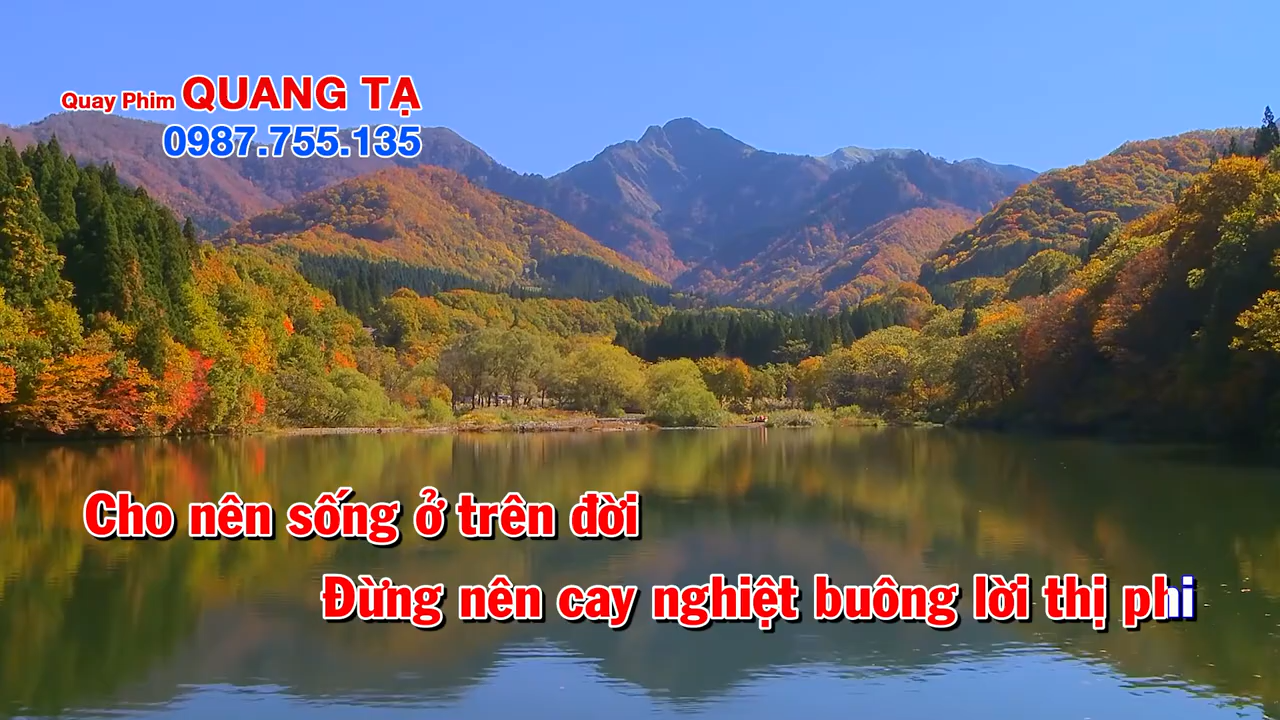 Quay Phim QUANG TẠ
0987.755.135
Cho nên sống ở trên đời
Đừng nên cay nghiệt buông lời thị phi